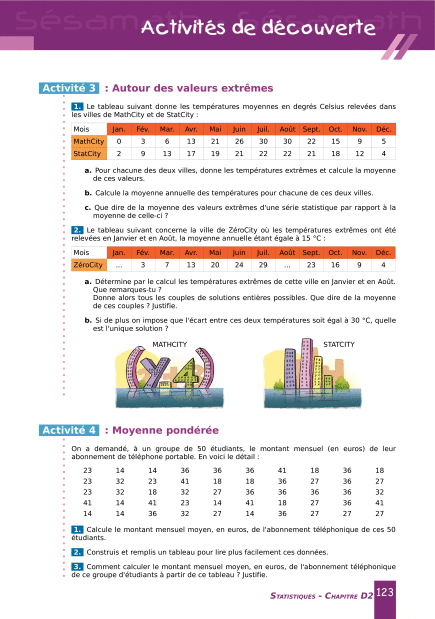 Sésamath Sésamath
Activités de découverte
Activité 3 : Autour des valeurs extrêmes
1. Le tableau suivant donne les températures moyennes en degrés Celsius relevées dans
les villes de MathCity et de StatCity :
Mois Jan. Fév. Mar. Avr. Mai Juin Juil. Août Sept. Oct. Nov. Déc.
MathCity 0 3 6 13 21 26 30 30 22 15 9 5
StatCity 2 9 13 17 19 21 22 22 21 18 12 4
a. Pour chacune des deux villes, donne les températures extrêmes et calcule la moyenne
de ces valeurs.
b. Calcule la moyenne annuelle des températures pour chacune de ces deux villes.
c. Que dire de la moyenne des valeurs extrêmes d'une série statistique par rapport à la
moyenne de celle-ci ?
2. Le tableau suivant concerne la ville de ZéroCity où les températures extrêmes ont été
relevées en Janvier et en Août, la moyenne annuelle étant égale à 15 °C :
Mois Jan. Fév. Mar. Avr. Mai Juin Juil. Août Sept. Oct. Nov. Déc.
ZéroCity ... 3 7 13 20 24 29 ... 23 16 9 4
a. Détermine par le calcul les températures extrêmes de cette ville en Janvier et en Août.
Que remarques-tu ?
Donne alors tous les couples de solutions entières possibles. Que dire de la moyenne
de ces couples ? Justifie.
b. Si de plus on impose que l'écart entre ces deux températures soit égal à 30 °C, quelle
est l'unique solution ?
MATHCITY STATCITY
Activité 4 : Moyenne pondérée
On a demandé, à un groupe de 50 étudiants, le montant mensuel (en euros) de leur
abonnement de téléphone portable. En voici le détail :
23 14 14 36 36 36 41 18 36 18
23 32 23 41 18 18 36 27 36 27
23 32 18 32 27 36 36 36 36 32
41 14 41 23 14 41 18 27 36 41
14 14 36 32 27 14 36 27 27 27
1. Calcule le montant mensuel moyen, en euros, de l'abonnement téléphonique de ces 50
étudiants.
2. Construis et remplis un tableau pour lire plus facilement ces données.
3. Comment calculer le montant mensuel moyen, en euros, de l'abonnement téléphonique
de ce groupe d'étudiants à partir de ce tableau ? Justifie.
Statistiques - Chapitre D2 123